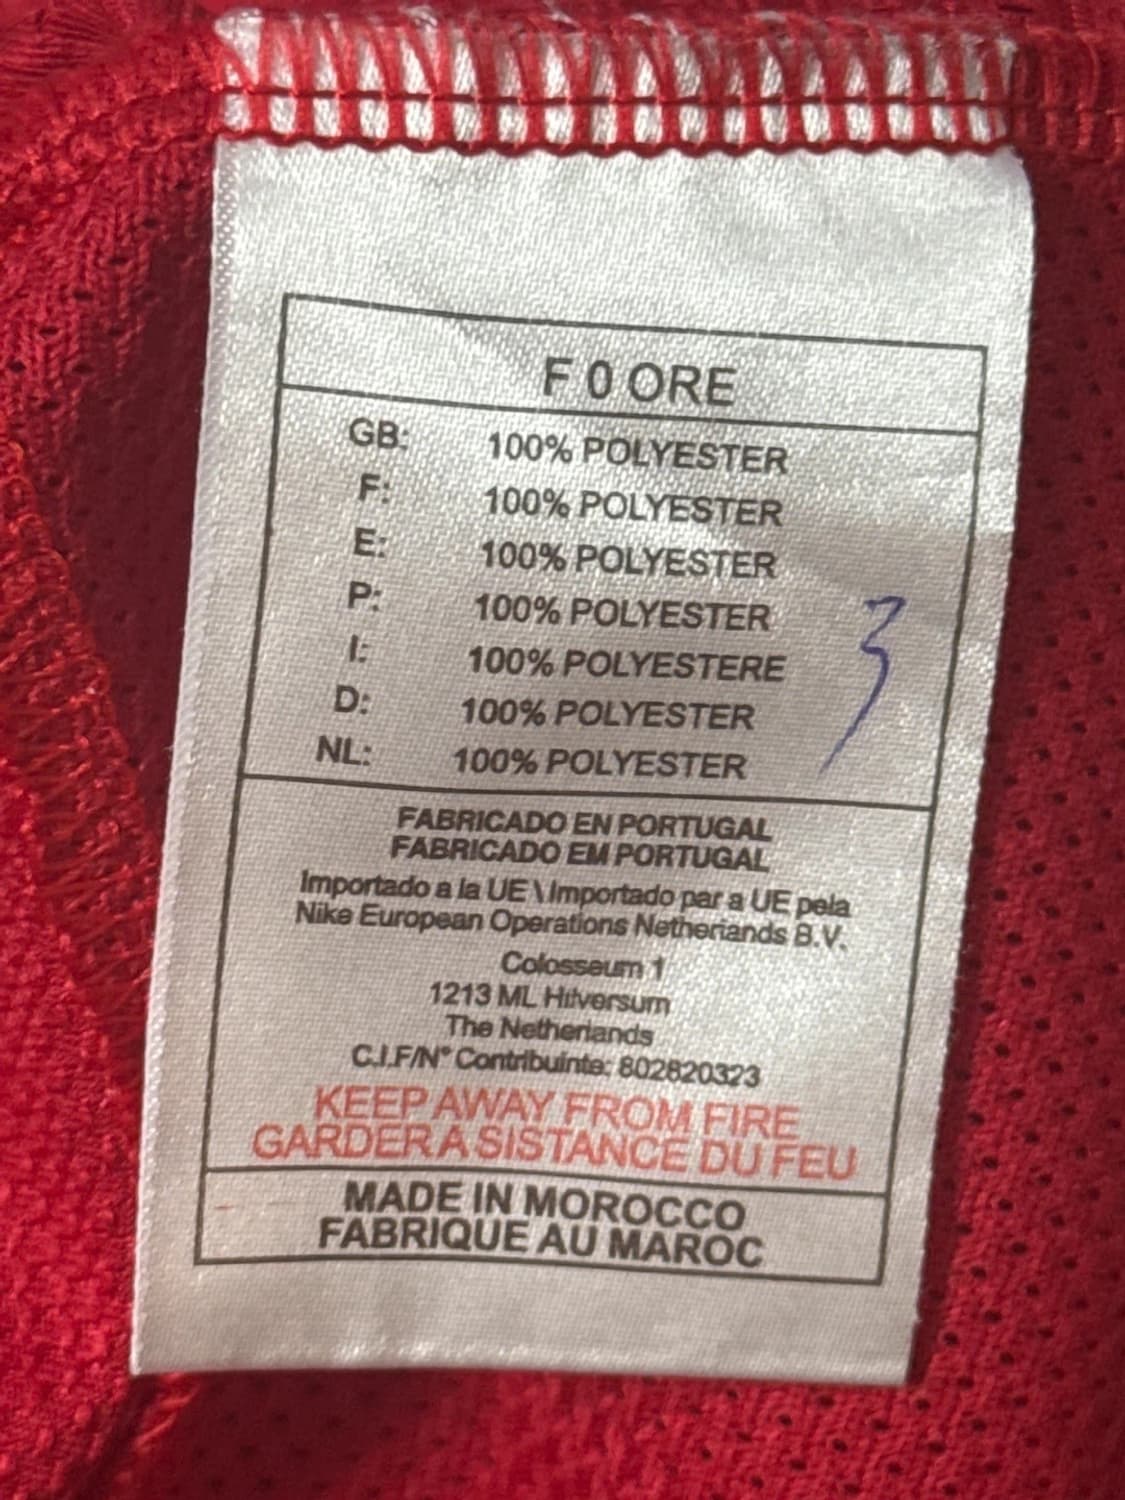 F 0 ORE
GB: 100% POLYESTER
F: 100% POLYESTER
E: 100% POLYESTER
P: 100% POLYESTER
I: 100% POLYESTERE
D: 100% POLYESTER
NL: 100% POLYESTER
3
FABRICADO EN PORTUGAL
FABRICADO EM PORTUGAL
Importado a la UE \ Importado par a UE pela
Nike European Operations Netherlands B.V.
Colosseum 1
1213 ML Hilversum
The Netherlands
C.I.F/N° Contribuinte: 802820323
KEEP AWAY FROM FIRE
GARDER A SISTANCE DU FEU
MADE IN MOROCCO
FABRIQUE AU MAROC